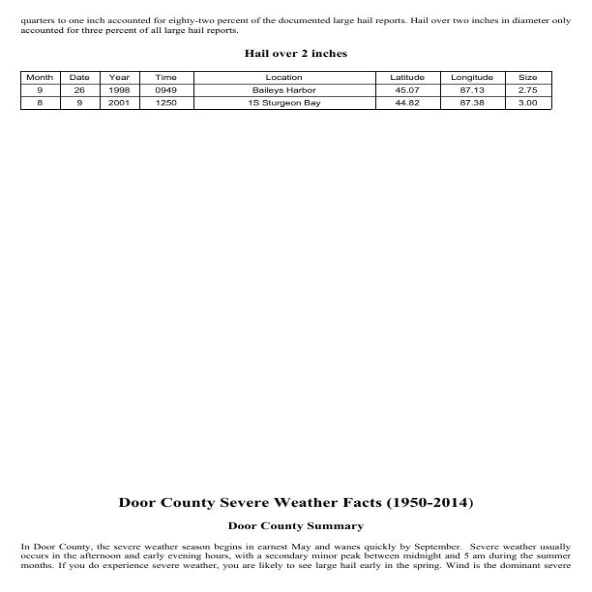 quarters to one inch accounted for eighty-two percent of the documented large hail reports. Hail over two inches in diameter only
accounted for three percent of all large hail reports.
Hail over 2 inches
Month Date Year Time Location Latitude Longitude Size
9 26 1998 0949 Baileys Harbor 45.07 87.13 2.75
8 9 2001 1250 1S Sturgeon Bay 44.82 87.38 3.00
Door County Severe Weather Facts (1950-2014)
Door County Summary
In Door County, the severe weather season begins in earnest May and wanes quickly by September. Severe weather usually
occurs in the afternoon and early evening hours, with a secondary minor peak between midnight and 5 am during the summer
months. If you do experience severe weather, you are likely to see large hail early in the spring. Wind is the dominant severe